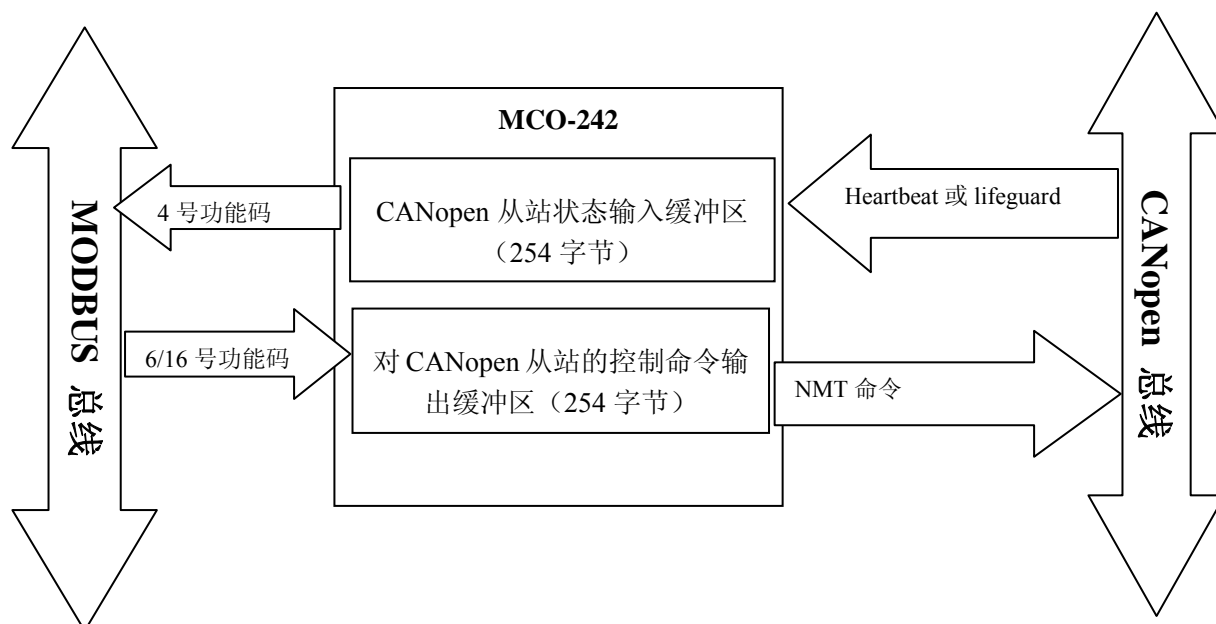 MCO-242
MODBUS 总线
4 号功能码
CANopen 从站状态输入缓冲区
（254 字节）
Heartbeat 或 lifeguard
CANopen 总线
6/16 号功能码
对 CANopen 从站的控制命令输
出缓冲区（254 字节）
NMT 命令